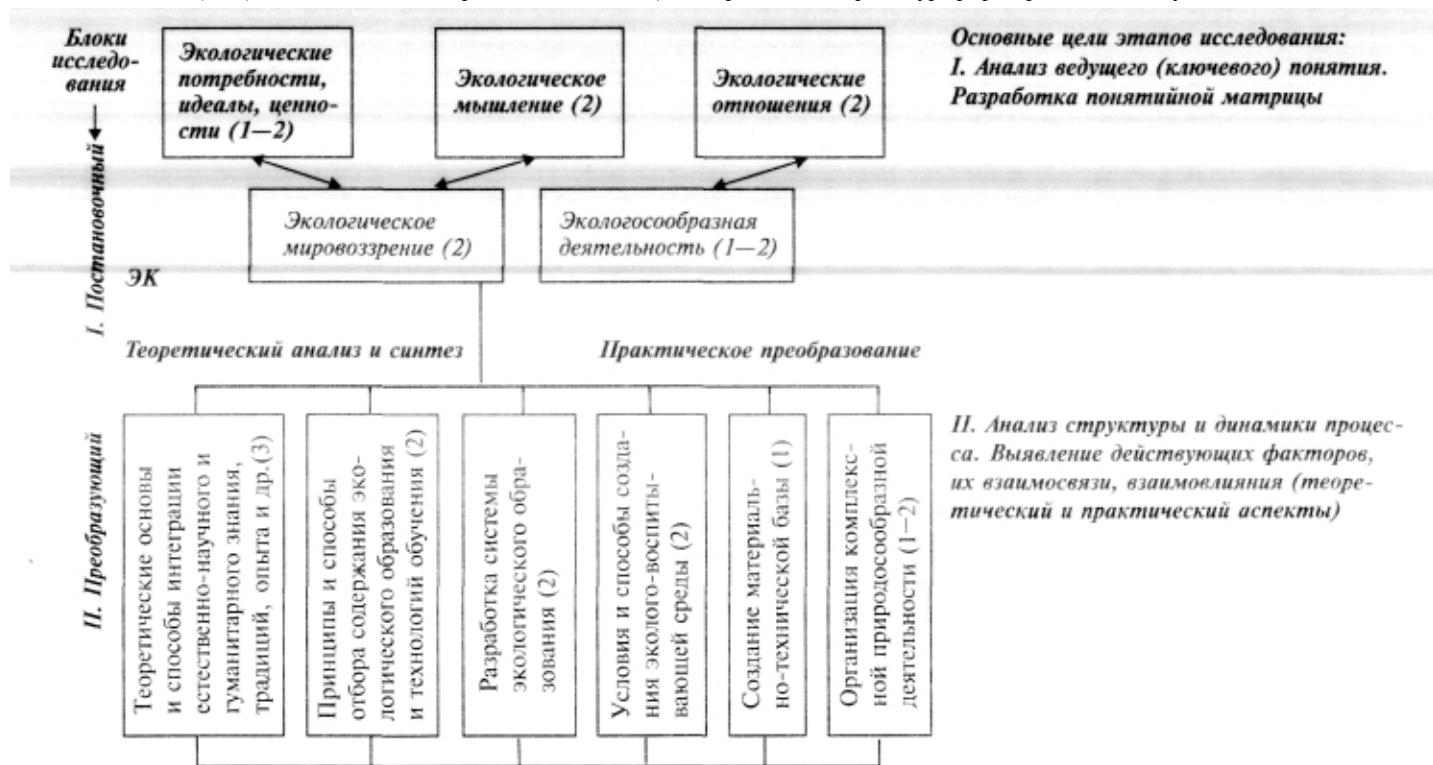 Блоки
исследо-
вания
Экологические
потребности,
идеалы, ценно-
сти (1—2)
Экологическое
мышление (2)
Экологические
отношения (2)
Основные цели этапов исследования:
I. Анализ ведущего (ключевого) понятия.
Разработка понятийной матрицы
I. Постановочный
Экологическое
мировоззрение (2)
Экологосообразная
деятельность (1—2)
ЭК
Теоретический анализ и синтез
Практическое преобразование
II. Преобразующий
Теоретические основы
и способы интеграции
естественно-научного и
гуманитарного знания,
традиций, опыта и др.(3)
Принципы и способы
отбора содержания эко-
логического образования
и технологий обучения (2)
Разработка системы
экологического обра-
зования (2)
Условия и способы созда-
ния эколого-воспиты-
вающей среды (2)
Создание материаль-
но-технической базы (1)
Организация комплекс-
ной природосообразной
деятельности (1—2)
II. Анализ структуры и динамики процес-
са. Выявление действующих факторов,
их взаимосвязи, взаимовлияния (теоре-
тический и практический аспекты)